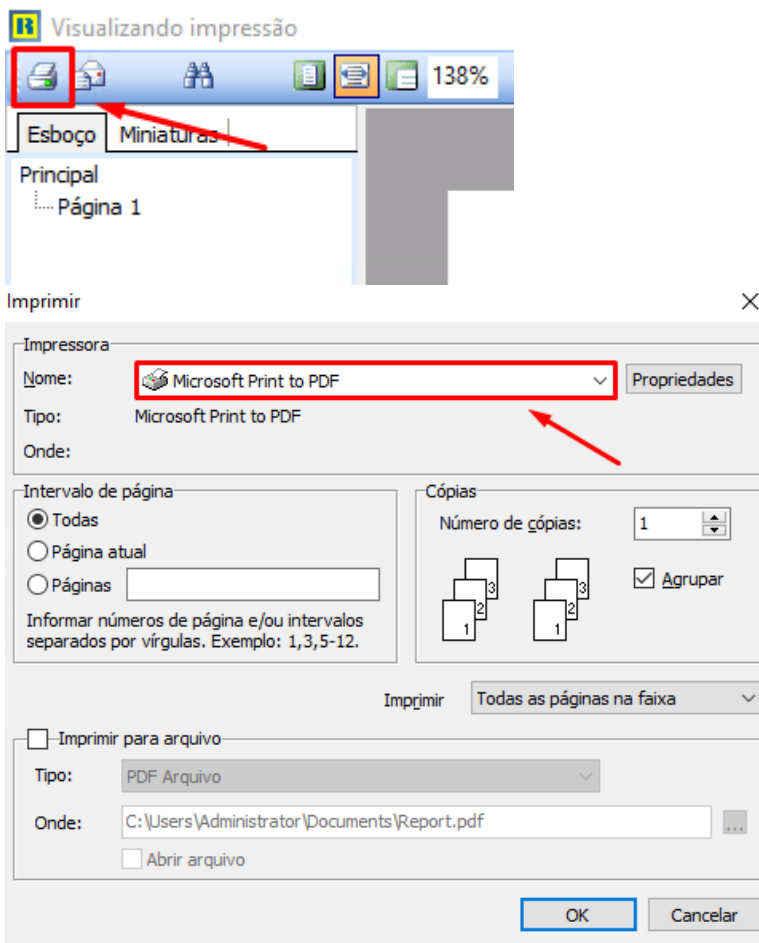 R Visualizando impressão
138%
Esboço Miniaturas
Principal
Página 1
Imprimir
Impressora
Nome: Microsoft Print to PDF Propriedades
Tipo: Microsoft Print to PDF
Onde:
Intervalo de página Cópias
Todas Número de cópias: 1
Página atual
Páginas Agrupar
3 3
2 2
1 1
Informar números de página e/ou intervalos
separados por vírgulas. Exemplo: 1,3,5-12.
Imprimir Todas as páginas na faixa
Imprimir para arquivo
Tipo: PDF Arquivo
Onde: C:\Users\Administrator\Documents\Report.pdf ...
Abrir arquivo
OK Cancelar